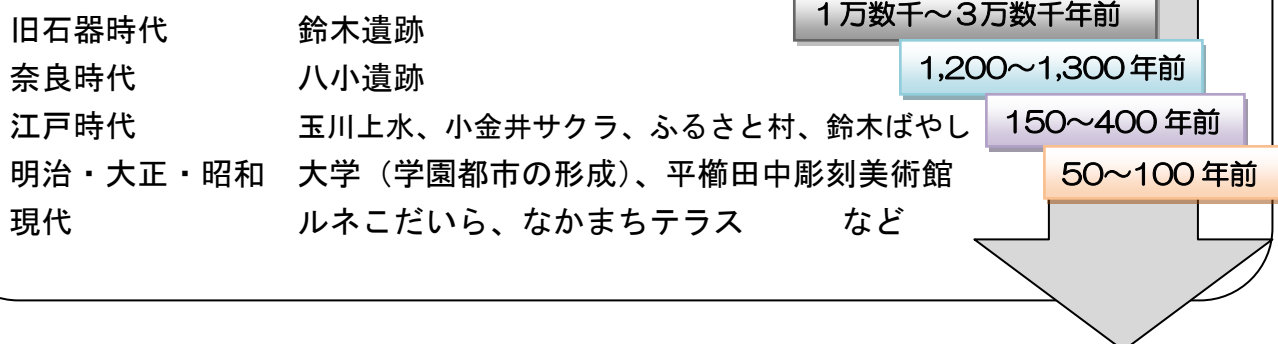 旧石器時代 鈴木遺跡 1万数千～3万数千年前
奈良時代 八小遺跡 1,200～1,300年前
江戸時代 玉川上水、小金井サクラ、ふるさと村、鈴木ばやし 150～400年前
明治・大正・昭和 大学（学園都市の形成）、平櫛田中彫刻美術館 50～100年前
現代 ルネこだいら、なかまちテラス など